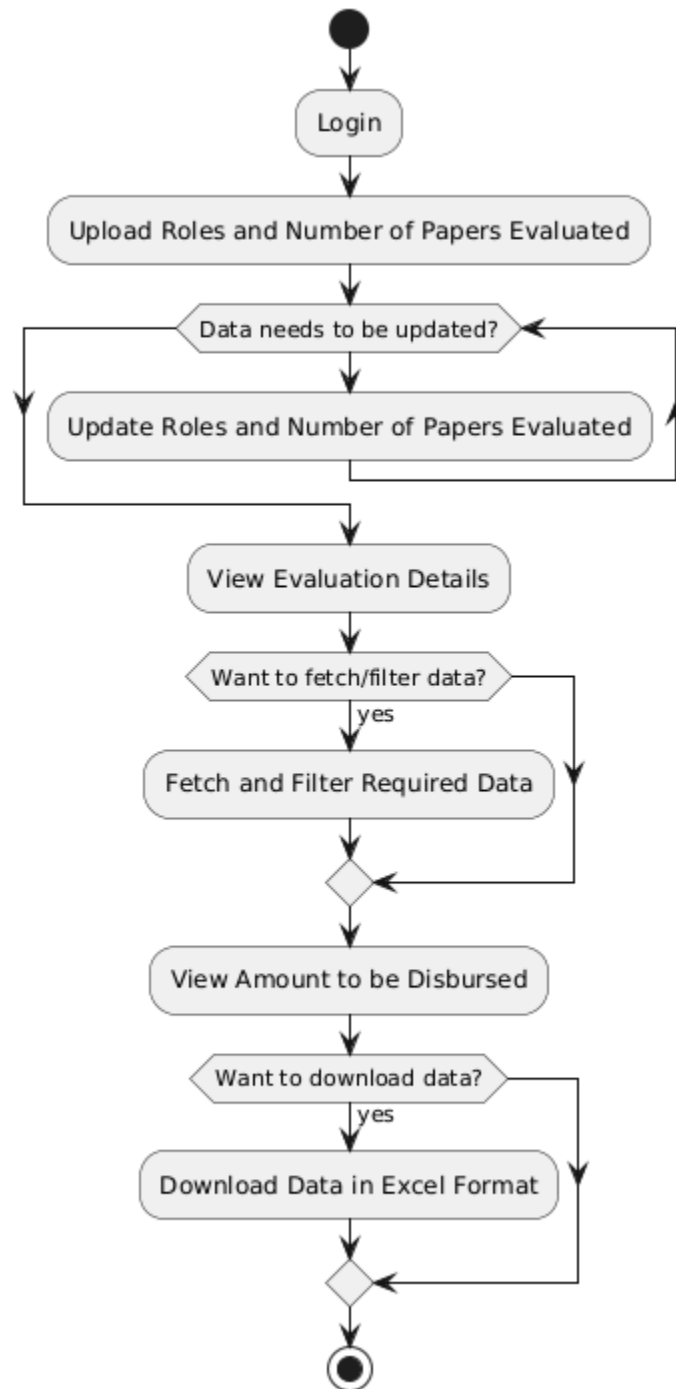 Login
Upload Roles and Number of Papers Evaluated
Data needs to be updated?
Update Roles and Number of Papers Evaluated
View Evaluation Details
Want to fetch/filter data?
yes
Fetch and Filter Required Data
View Amount to be Disbursed
Want to download data?
yes
Download Data in Excel Format